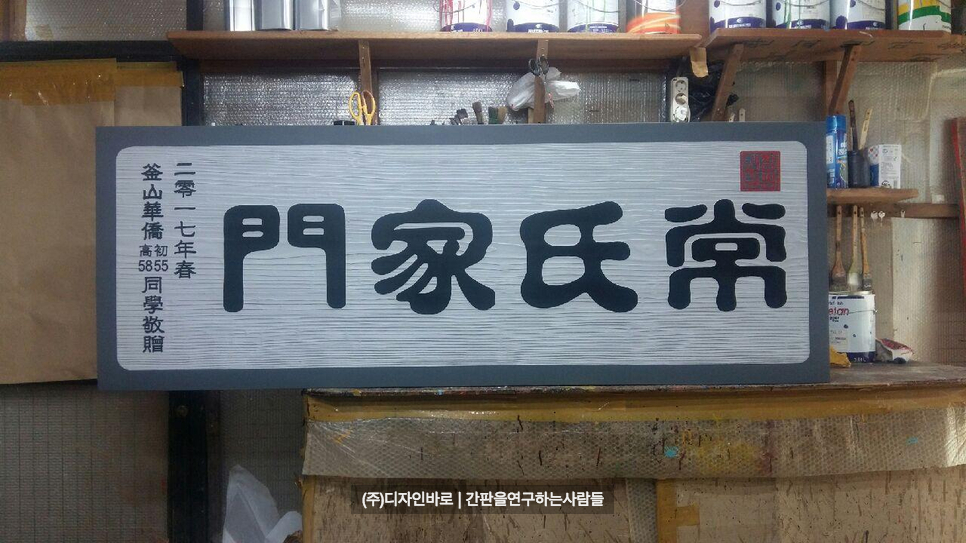 常氏家門
二零一七年春
釜山華僑初55高58同學敬贈
(주)디자인바로 | 간판을연구하는사람들